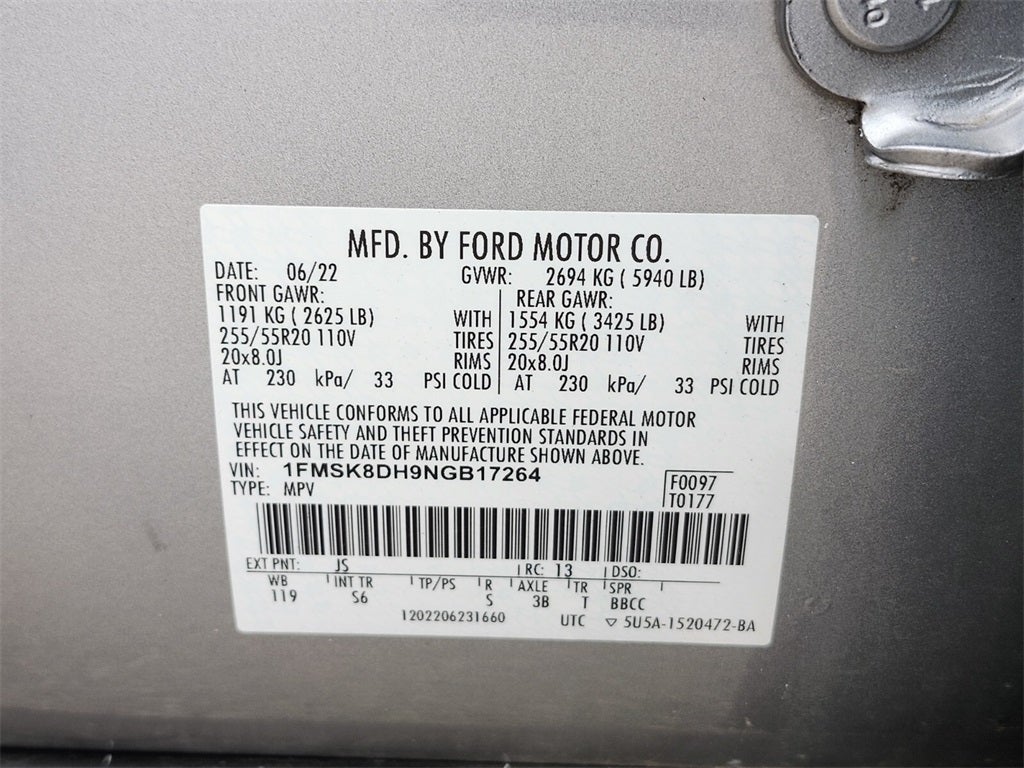 MFD. BY FORD MOTOR CO.
DATE: 06/22 GVWR: 2694 KG ( 5940 LB)
FRONT GAWR: REAR GAWR:
1191 KG ( 2625 LB) WITH 1554 KG ( 3425 LB) WITH
255/55R20 110V TIRES 255/55R20 110V TIRES
20x8.0J RIMS 20x8.0J RIMS
AT 230 kPa/ 33 PSI COLD AT 230 kPa/ 33 PSI COLD
THIS VEHICLE CONFORMS TO ALL APPLICABLE FEDERAL MOTOR
VEHICLE SAFETY AND THEFT PREVENTION STANDARDS IN
EFFECT ON THE DATE OF MANUFACTURE SHOWN ABOVE.
VIN: 1FMSK8DH9NGB17264 F0097
TYPE: MPV T0177
EXT PNT: JS RC: 13 DSO:
WB INT TR TP/PS R AXLE TR SPR
119 S6 S 3B T BBCC
1202206231660 UTC ▽ 5U5A-1520472-BA